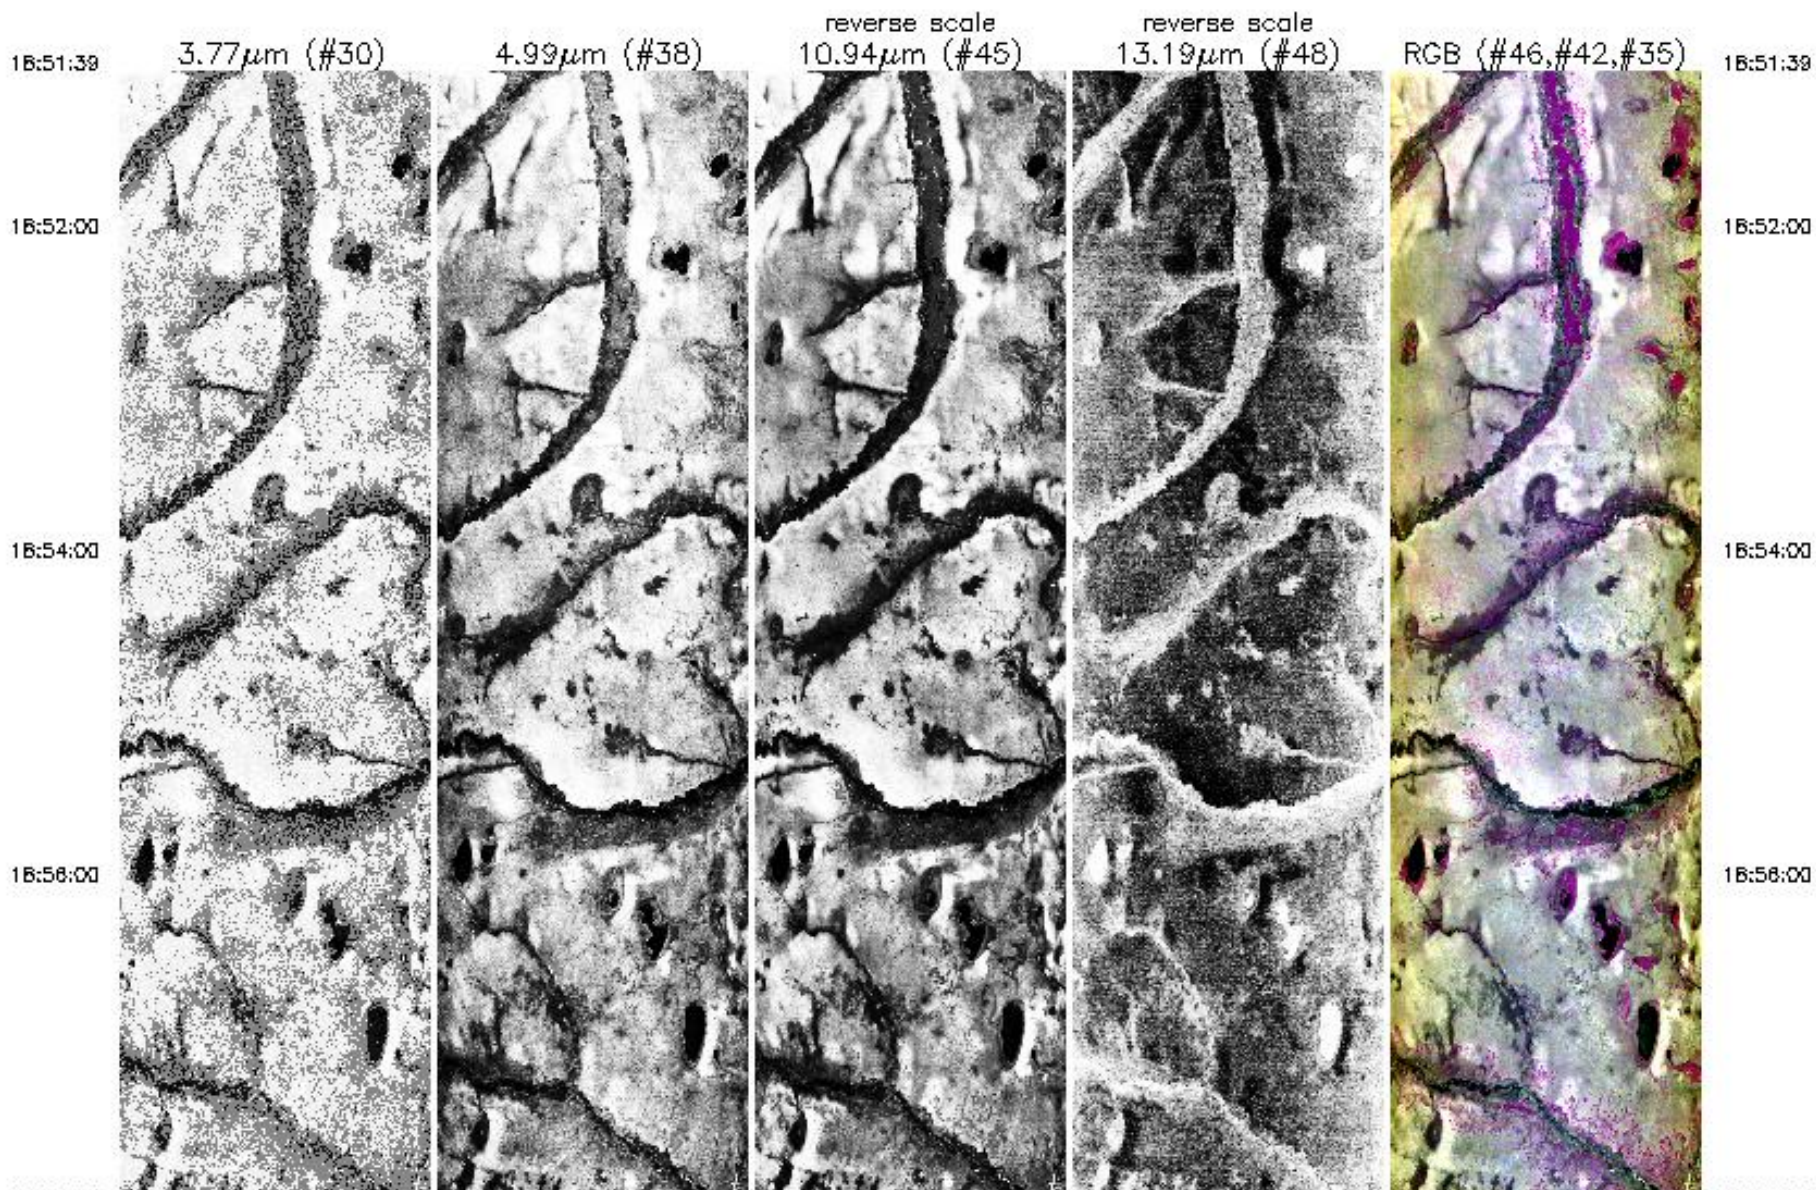 reverse scale reverse scale
3.77μm (#30) 4.99μm (#38) 10.94μm (#45) 13.19μm (#48) RGB (#46,#42,#35)
16:51:39 16:51:39
16:52:00 16:52:00
16:54:00 16:54:00
16:56:00 16:56:00